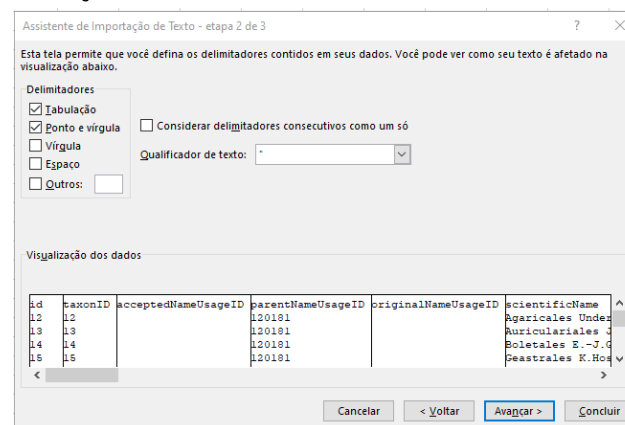 Assistente de Importação de Texto - etapa 2 de 3 ?
Esta tela permite que você defina os delimitadores contidos em seus dados. Você pode ver como seu texto é afetado na
visualização abaixo.
Delimitadores
Tabulação
Ponto e vírgula
Vírgula
Espaço
Outros:
Considerar delimitadores consecutivos como um só
Qualificador de texto: "
Visualização dos dados
id taxonID acceptedNameUsageID parentNameUsageID originalNameUsageID scientificName
12 12 120181 Agaricales Under
13 13 120181 Auriculariales J
14 14 120181 Boletales E.-J.G
15 15 120181 Geastrales K.Hos
Cancelar < Voltar Avançar > Concluir